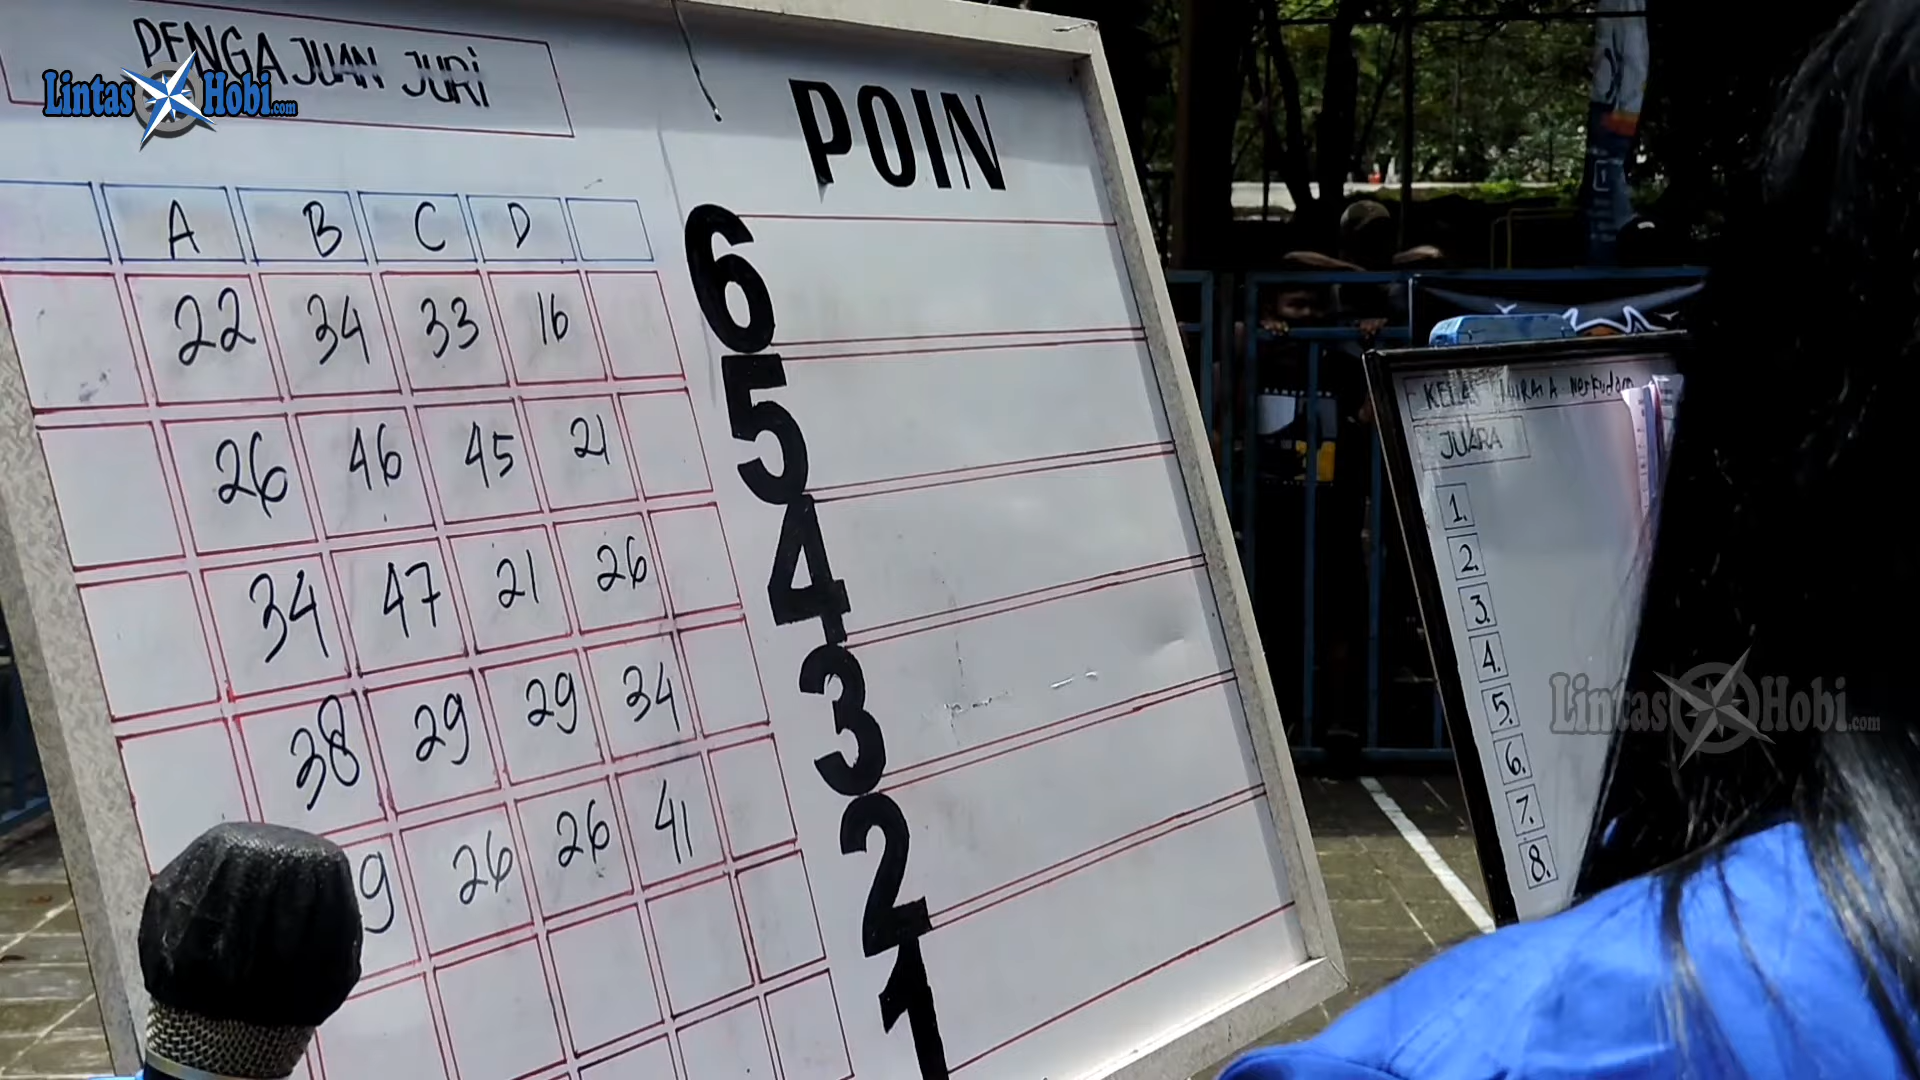 PENGAJUAN JURI
LintasHobi.com
POIN
A B C D
22 34 33 16
26 46 45 21
34 47 21 26
38 29 29 34
9 26 26 41
6
5
4
3
2
1
KELAS
JUARA
1.
2.
3.
4.
5.
6.
7.
8.
LintasHobi.com